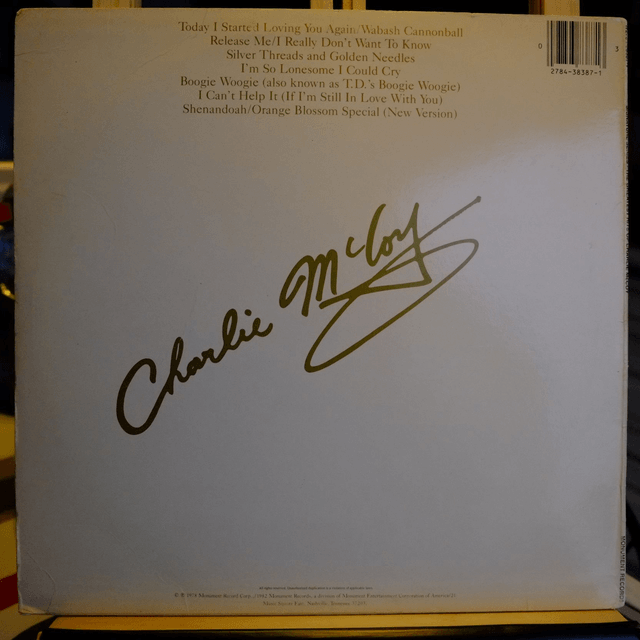 Today I Started Loving You Again/Wabash Cannonball
Release Me/I Really Don't Want To Know
Silver Threads and Golden Needles
I'm So Lonesome I Could Cry
Boogie Woogie (also known as T.D.'s Boogie Woogie)
I Can't Help It (If I'm Still In Love With You)
Shenandoah/Orange Blossom Special (New Version)
0 3
2784-38387-1
Charlie McCoy
MONUMENT RECORDS